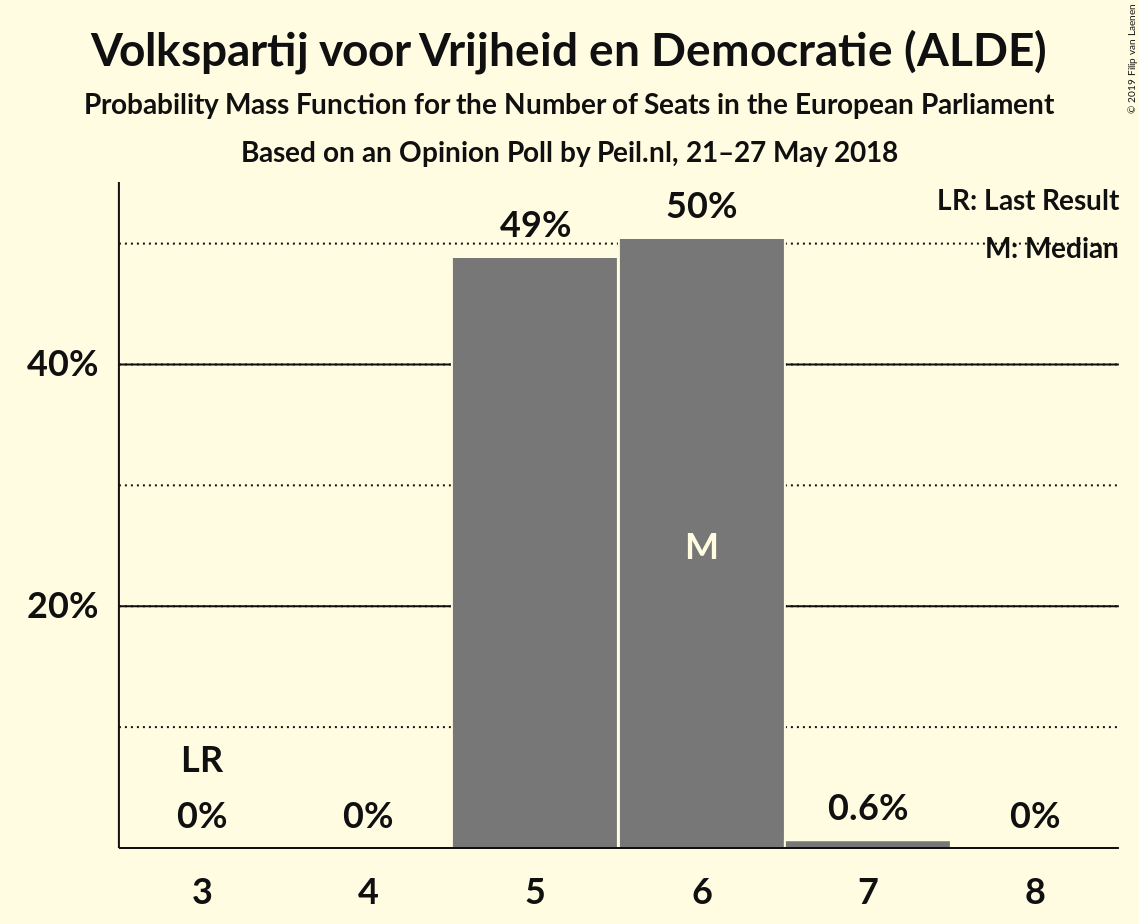 Volkspartij voor Vrijheid en Democratie (ALDE)
Probability Mass Function for the Number of Seats in the European Parliament
Based on an Opinion Poll by Peil.nl, 21–27 May 2018
© 2019 Filip van Laenen
LR: Last Result
M: Median
49%
50%
40%
M
20%
LR
0%
0%
0.6%
0%
3 4 5 6 7 8